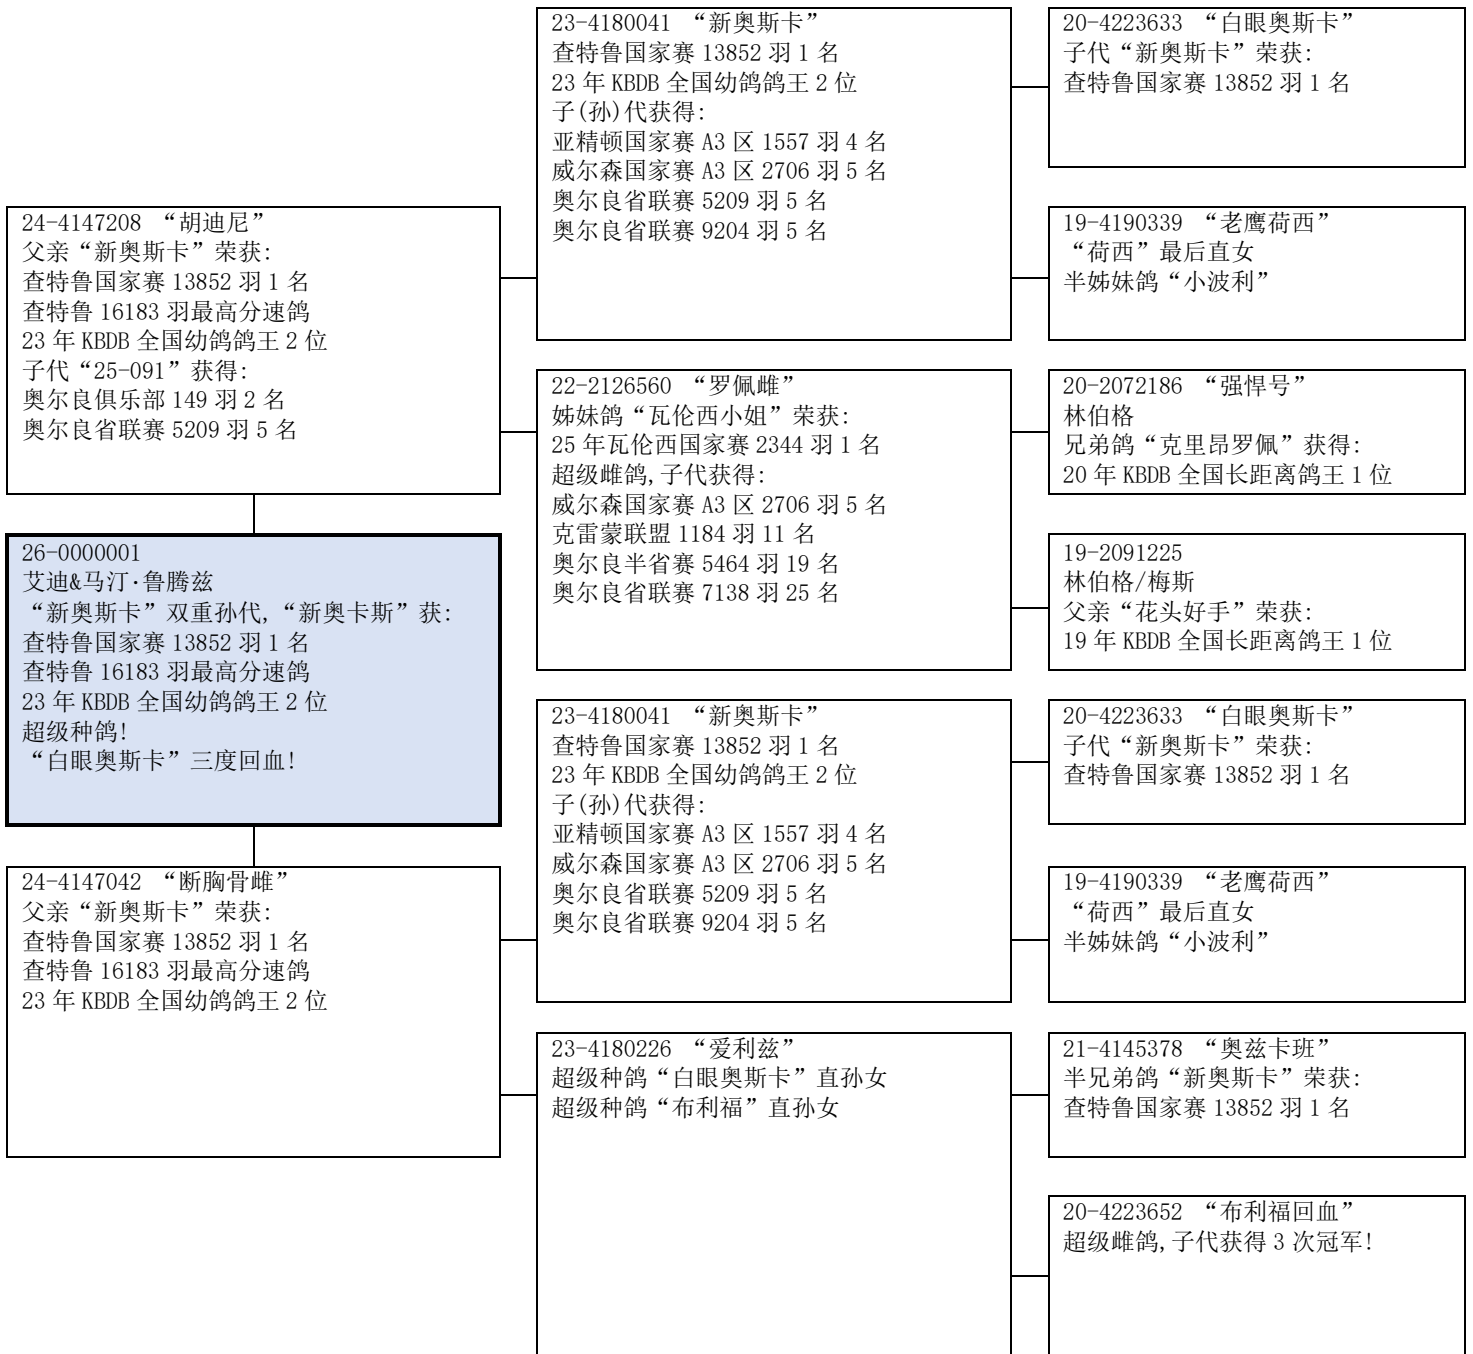 24-4147208 “胡迪尼”
父亲“新奥斯卡”荣获:
查特鲁国家赛 13852 羽 1 名
查特鲁 16183 羽最高分速鸽
23 年 KBDB 全国幼鸽鸽王 2 位
子代“25-091”获得:
奥尔良俱乐部 149 羽 2 名
奥尔良省联赛 5209 羽 5 名
26-0000001
艾迪&马汀·鲁腾兹
“新奥斯卡”双重孙代,“新奥卡斯”获:
查特鲁国家赛 13852 羽 1 名
查特鲁 16183 羽最高分速鸽
23 年 KBDB 全国幼鸽鸽王 2 位
超级种鸽!
“白眼奥斯卡”三度回血!
24-4147042 “断胸骨雌”
父亲“新奥斯卡”荣获:
查特鲁国家赛 13852 羽 1 名
查特鲁 16183 羽最高分速鸽
23 年 KBDB 全国幼鸽鸽王 2 位
23-4180041 “新奥斯卡”
查特鲁国家赛 13852 羽 1 名
23 年 KBDB 全国幼鸽鸽王 2 位
子(孙)代获得:
亚精顿国家赛 A3 区 1557 羽 4 名
威尔森国家赛 A3 区 2706 羽 5 名
奥尔良省联赛 5209 羽 5 名
奥尔良省联赛 9204 羽 5 名
22-2126560 “罗佩雌”
姊妹鸽“瓦伦西小姐”荣获:
25 年瓦伦西国家赛 2344 羽 1 名
超级雌鸽,子代获得:
威尔森国家赛 A3 区 2706 羽 5 名
克雷蒙联盟 1184 羽 11 名
奥尔良半省赛 5464 羽 19 名
奥尔良省联赛 7138 羽 25 名
23-4180041 “新奥斯卡”
查特鲁国家赛 13852 羽 1 名
23 年 KBDB 全国幼鸽鸽王 2 位
子(孙)代获得:
亚精顿国家赛 A3 区 1557 羽 4 名
威尔森国家赛 A3 区 2706 羽 5 名
奥尔良省联赛 5209 羽 5 名
奥尔良省联赛 9204 羽 5 名
23-4180226 “爱利兹”
超级种鸽“白眼奥斯卡”直孙女
超级种鸽“布利福”直孙女
20-4223633 “白眼奥斯卡”
子代“新奥斯卡”荣获:
查特鲁国家赛 13852 羽 1 名
19-4190339 “老鹰荷西”
“荷西”最后直女
半姊妹鸽“小波利”
20-2072186 “强悍号”
林伯格
兄弟鸽“克里昂罗佩”获得:
20 年 KBDB 全国长距离鸽王 1 位
19-2091225
林伯格/梅斯
父亲“花头好手”荣获:
19 年 KBDB 全国长距离鸽王 1 位
20-4223633 “白眼奥斯卡”
子代“新奥斯卡”荣获:
查特鲁国家赛 13852 羽 1 名
19-4190339 “老鹰荷西”
“荷西”最后直女
半姊妹鸽“小波利”
21-4145378 “奥兹卡班”
半兄弟鸽“新奥斯卡”荣获:
查特鲁国家赛 13852 羽 1 名
20-4223652 “布利福回血”
超级雌鸽,子代获得 3 次冠军!